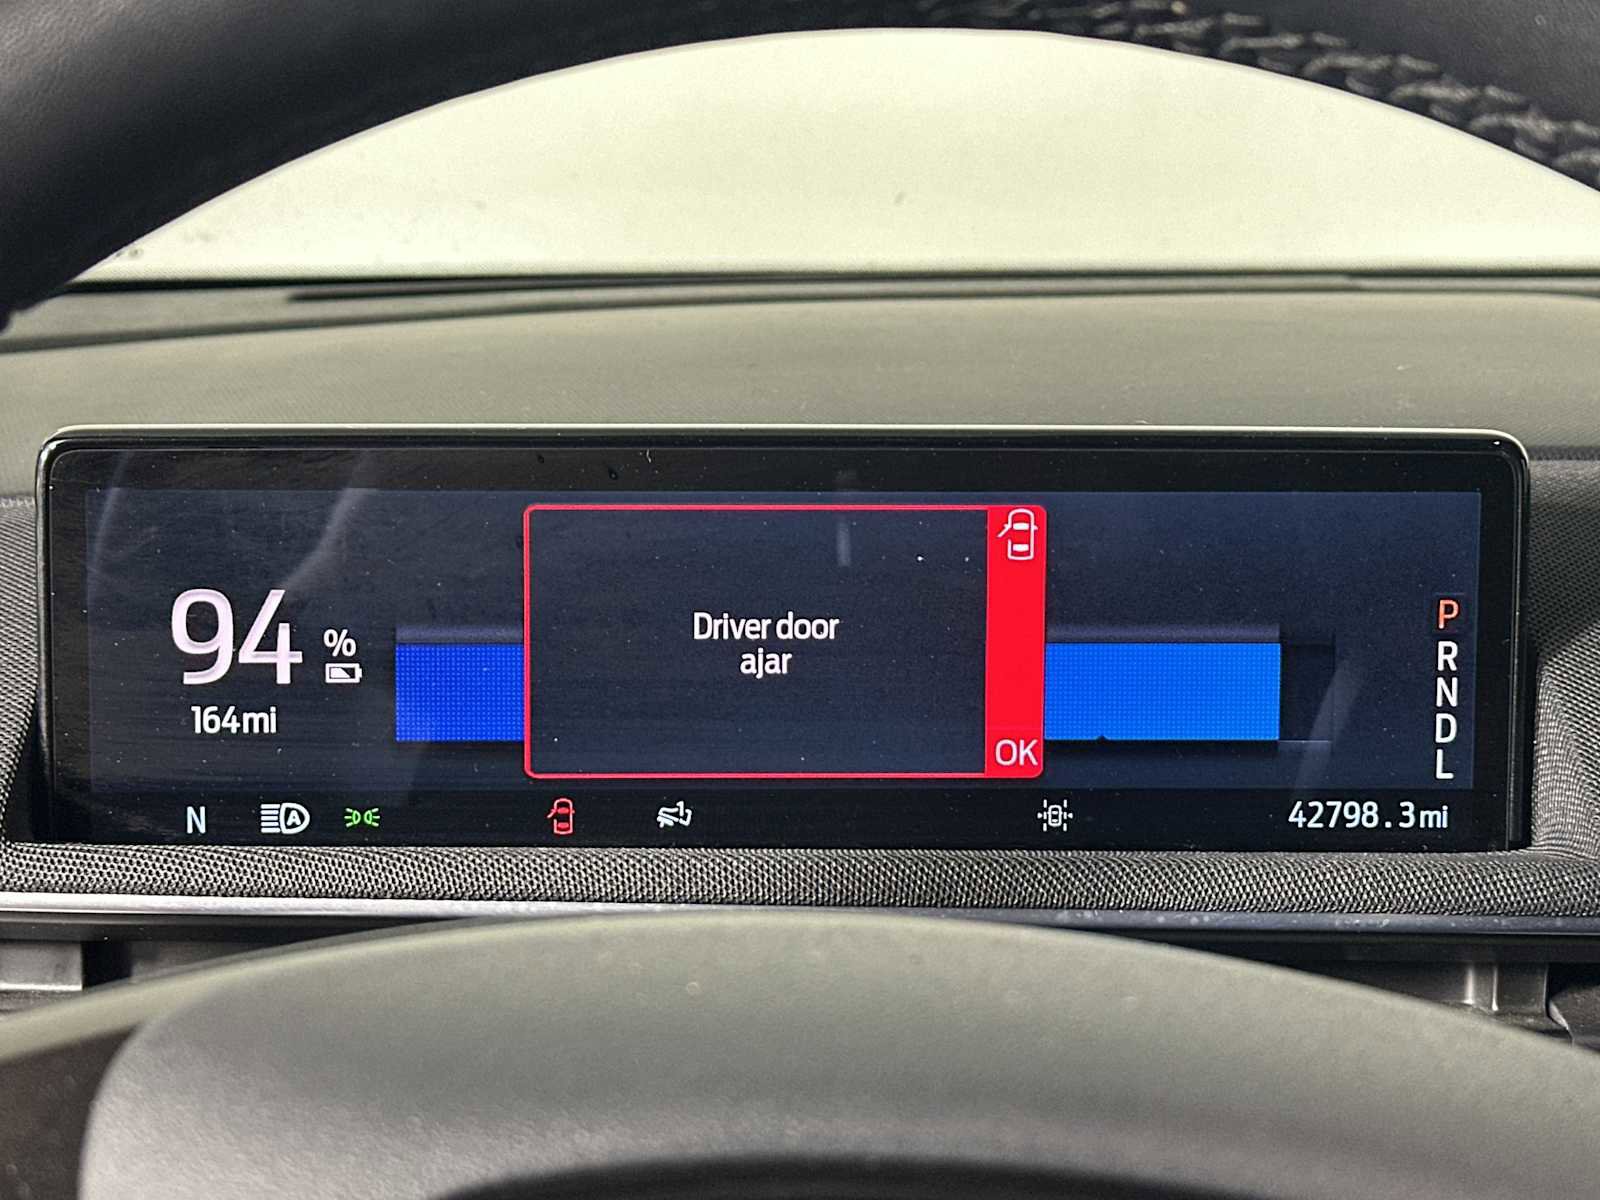 Driver door
ajar
OK
94 %
164mi
P
R
N
D
L
N
A
42798.3mi